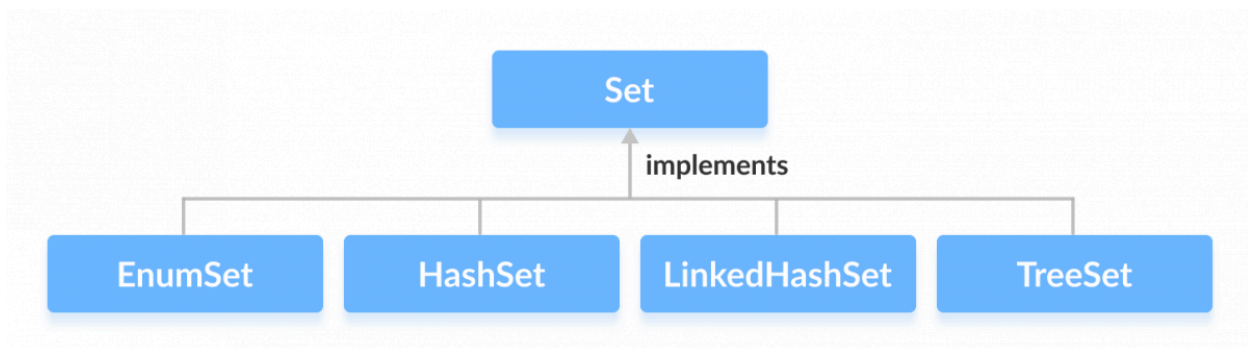 Set
implements
EnumSet
HashSet
LinkedHashSet
TreeSet